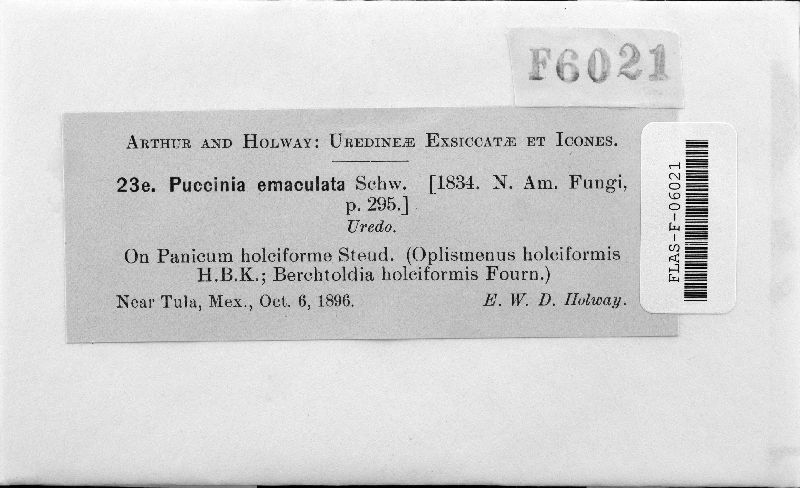 F6021
ARTHUR AND HOLWAY: UREDINEÆ EXSICCATÆ ET ICONES.
23e. Puccinia emaculata Schw. [1834. N. Am. Fungi,
p. 295.]
Uredo.
On Panicum holciforme Steud. (Oplismenus holciformis
H.B.K.; Berchtoldia holciformis Fourn.)
Near Tula, Mex., Oct. 6, 1896. E. W. D. Holway.
FLAS-F-06021